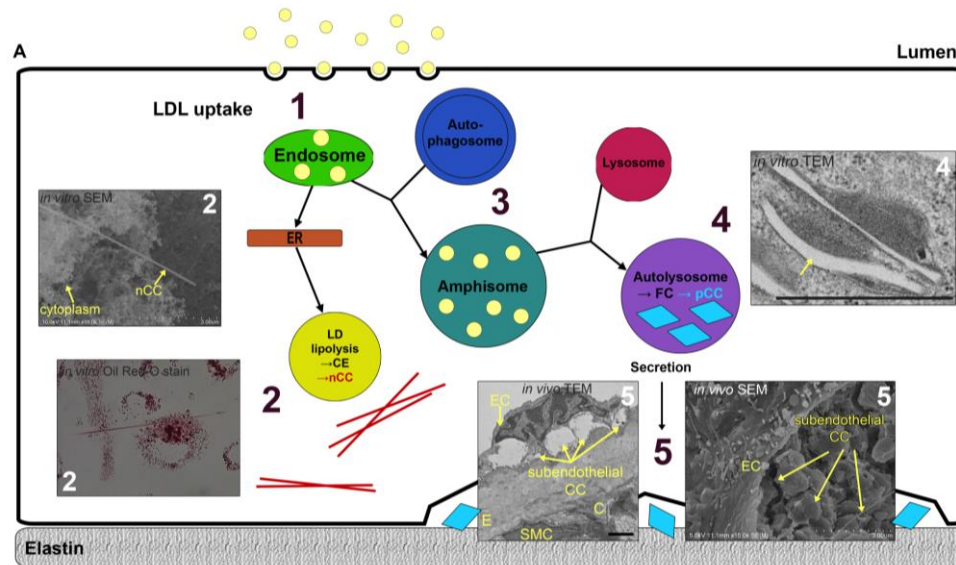 A
Lumen
LDL uptake
1
Endosome
Auto-
phagosome
Lysosome
3
4
in vitro SEM
2
nCC
cytoplasm
ER
Amphisome
Autolysosome
→ FC → pCC
in vitro TEM
4
LD
lipolysis
→CE
→nCC
2
in vitro Oil Red-O stain
2
Secretion
5
in vivo TEM
5
EC
subendothelial
CC
E
C
SMC
in vivo SEM
5
subendothelial
CC
EC
Elastin